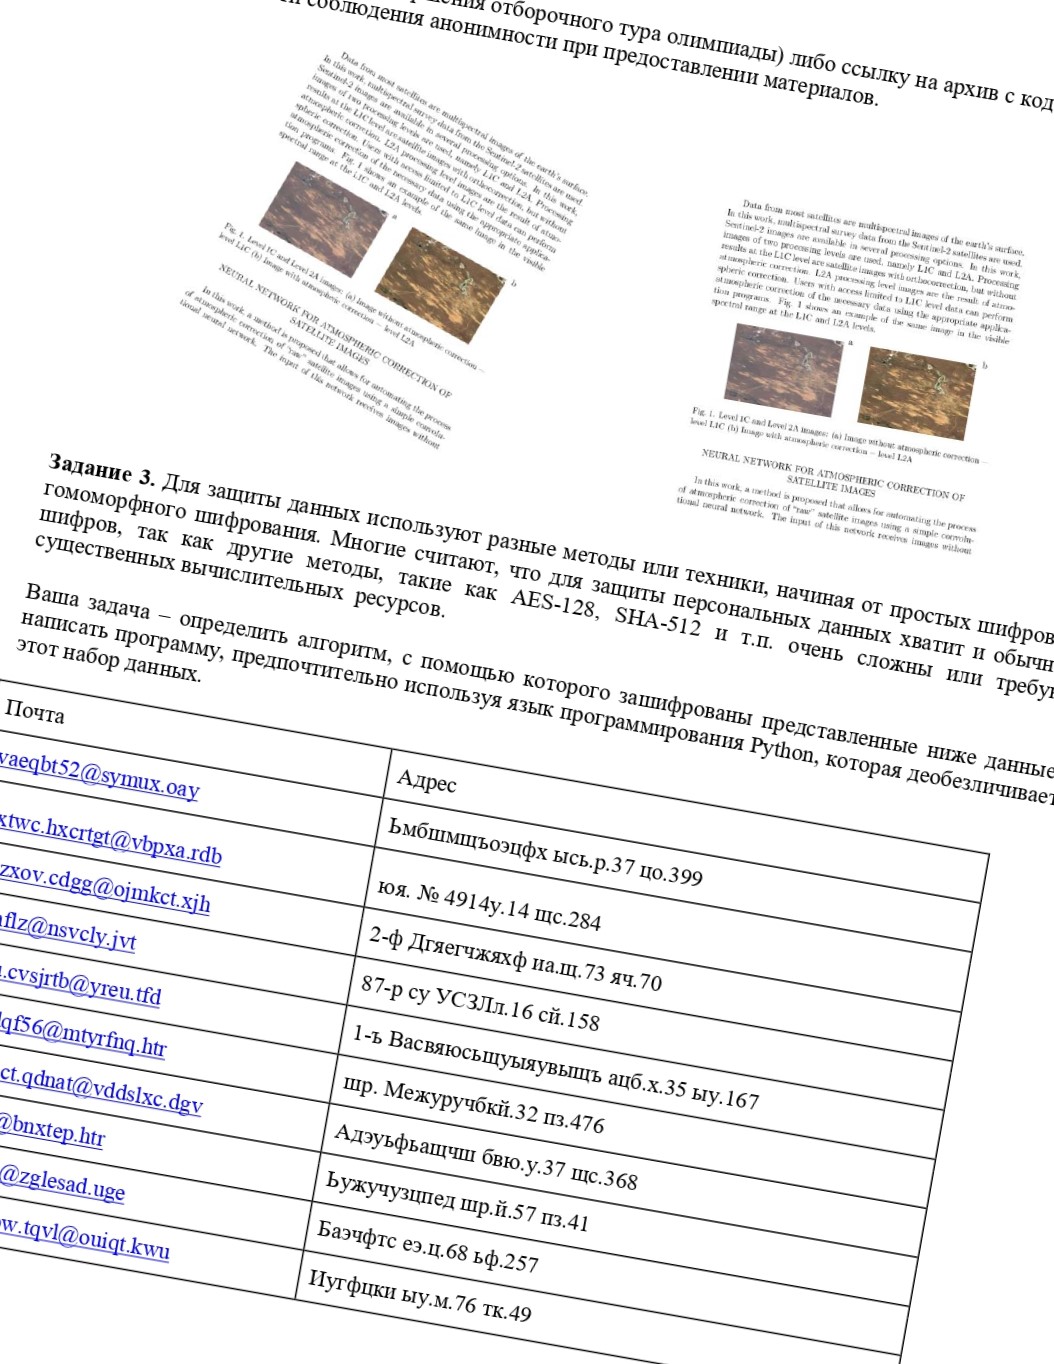 ения отборочного тура олимпиады) либо ссылку на архив с код
соблюдения анонимности при предоставлении материалов.
Data from most satellites are multispectral images of the earth's surface.
In this work, multispectral survey data from the Sentinel-2 satellites are used.
Sentinel-2 images are available in several processing options. In this work,
images of two processing levels are used, namely L1C and L2A. Processing
results at the L1C level are satellite images with orthocorrection, but without
atmospheric correction. L2A processing level images are the result of atmo-
spheric correction. Users with access limited to L1C level data can perform
atmospheric correction of the necessary data using the appropriate applica-
tion programs. Fig. 1 shows an example of the same image in the visible
spectral range at the L1C and L2A levels.
a
b
Fig. 1. Level 1C and Level 2A images: (a) Image without atmospheric correction –
level L1C (b) Image with atmospheric correction – level L2A
NEURAL NETWORK FOR ATMOSPHERIC CORRECTION OF
SATELLITE IMAGES
In this work, a method is proposed that allows for automating the process
of atmospheric correction of "raw" satellite images using a simple convolu-
tional neural network. The input of this network receives images without
Data from most satellites are multispectral images of the earth's surface.
In this work, multispectral survey data from the Sentinel-2 satellites are used.
Sentinel-2 images are available in several processing options. In this work,
images of two processing levels are used, namely L1C and L2A. Processing
results at the L1C level are satellite images with orthocorrection, but without
atmospheric correction. L2A processing level images are the result of atmo-
spheric correction. Users with access limited to L1C level data can perform
atmospheric correction of the necessary data using the appropriate applica-
tion programs. Fig. 1 shows an example of the same image in the visible
spectral range at the L1C and L2A levels.
a
b
Fig. 1. Level 1C and Level 2A images: (a) Image without atmospheric correction –
level L1C (b) Image with atmospheric correction – level L2A
NEURAL NETWORK FOR ATMOSPHERIC CORRECTION OF
SATELLITE IMAGES
In this work, a method is proposed that allows for automating the process
of atmospheric correction of "raw" satellite images using a simple convolu-
tional neural network. The input of this network receives images without
Задание 3. Для защиты данных используют разные методы или техники, начиная от простых шифров
гомоморфного шифрования. Многие считают, что для защиты персональных данных хватит и обычн
шифров, так как другие методы, такие как AES-128, SHA-512 и т.п. очень сложны или требую
существенных вычислительных ресурсов.
Ваша задача – определить алгоритм, с помощью которого зашифрованы представленные ниже данные
написать программу, предпочтительно используя язык программирования Python, которая деобезличивает
этот набор данных.
Почта
Адрес
vaeqbt52@symux.oay
Ьмбшмщъоэцфх ысь.р.37 цо.399
xtwc.hxcrtgt@vbpxa.rdb
юя. № 4914у.14 щс.284
zxov.cdgg@ojmkct.xjh
2-ф Дгяегчжяхф иа.щ.73 яч.70
flz@nsvcly.jvt
87-р су УСЗЛл.16 сй.158
.cvsjrtb@yreu.tfd
1-ъ Васвяюсьщуыяувыщъ ацб.х.35 ыу.167
qf56@mtyrfnq.htr
шр. Межуручбкй.32 пз.476
ct.qdnat@vddslxc.dgv
Адэуьфьащчш бвю.у.37 щс.368
@bnxtep.htr
Ьужучузцпед шр.й.57 пз.41
@zglesad.uge
Баэчфтс еэ.ц.68 ьф.257
w.tqvl@ouiqt.kwu
Иугфцки ыу.м.76 тк.49